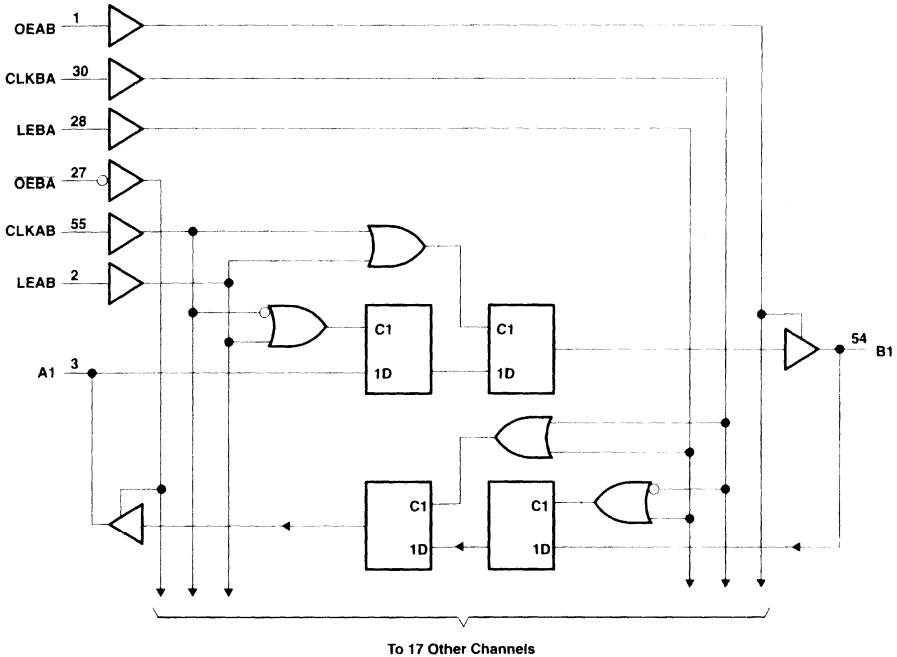 OEAB 1
CLKBA 30
LEBA 28
OEBA 27
CLKAB 55
LEAB 2
C1 C1
54 B1
A1 3 1D 1D
C1 C1
1D 1D
To 17 Other Channels